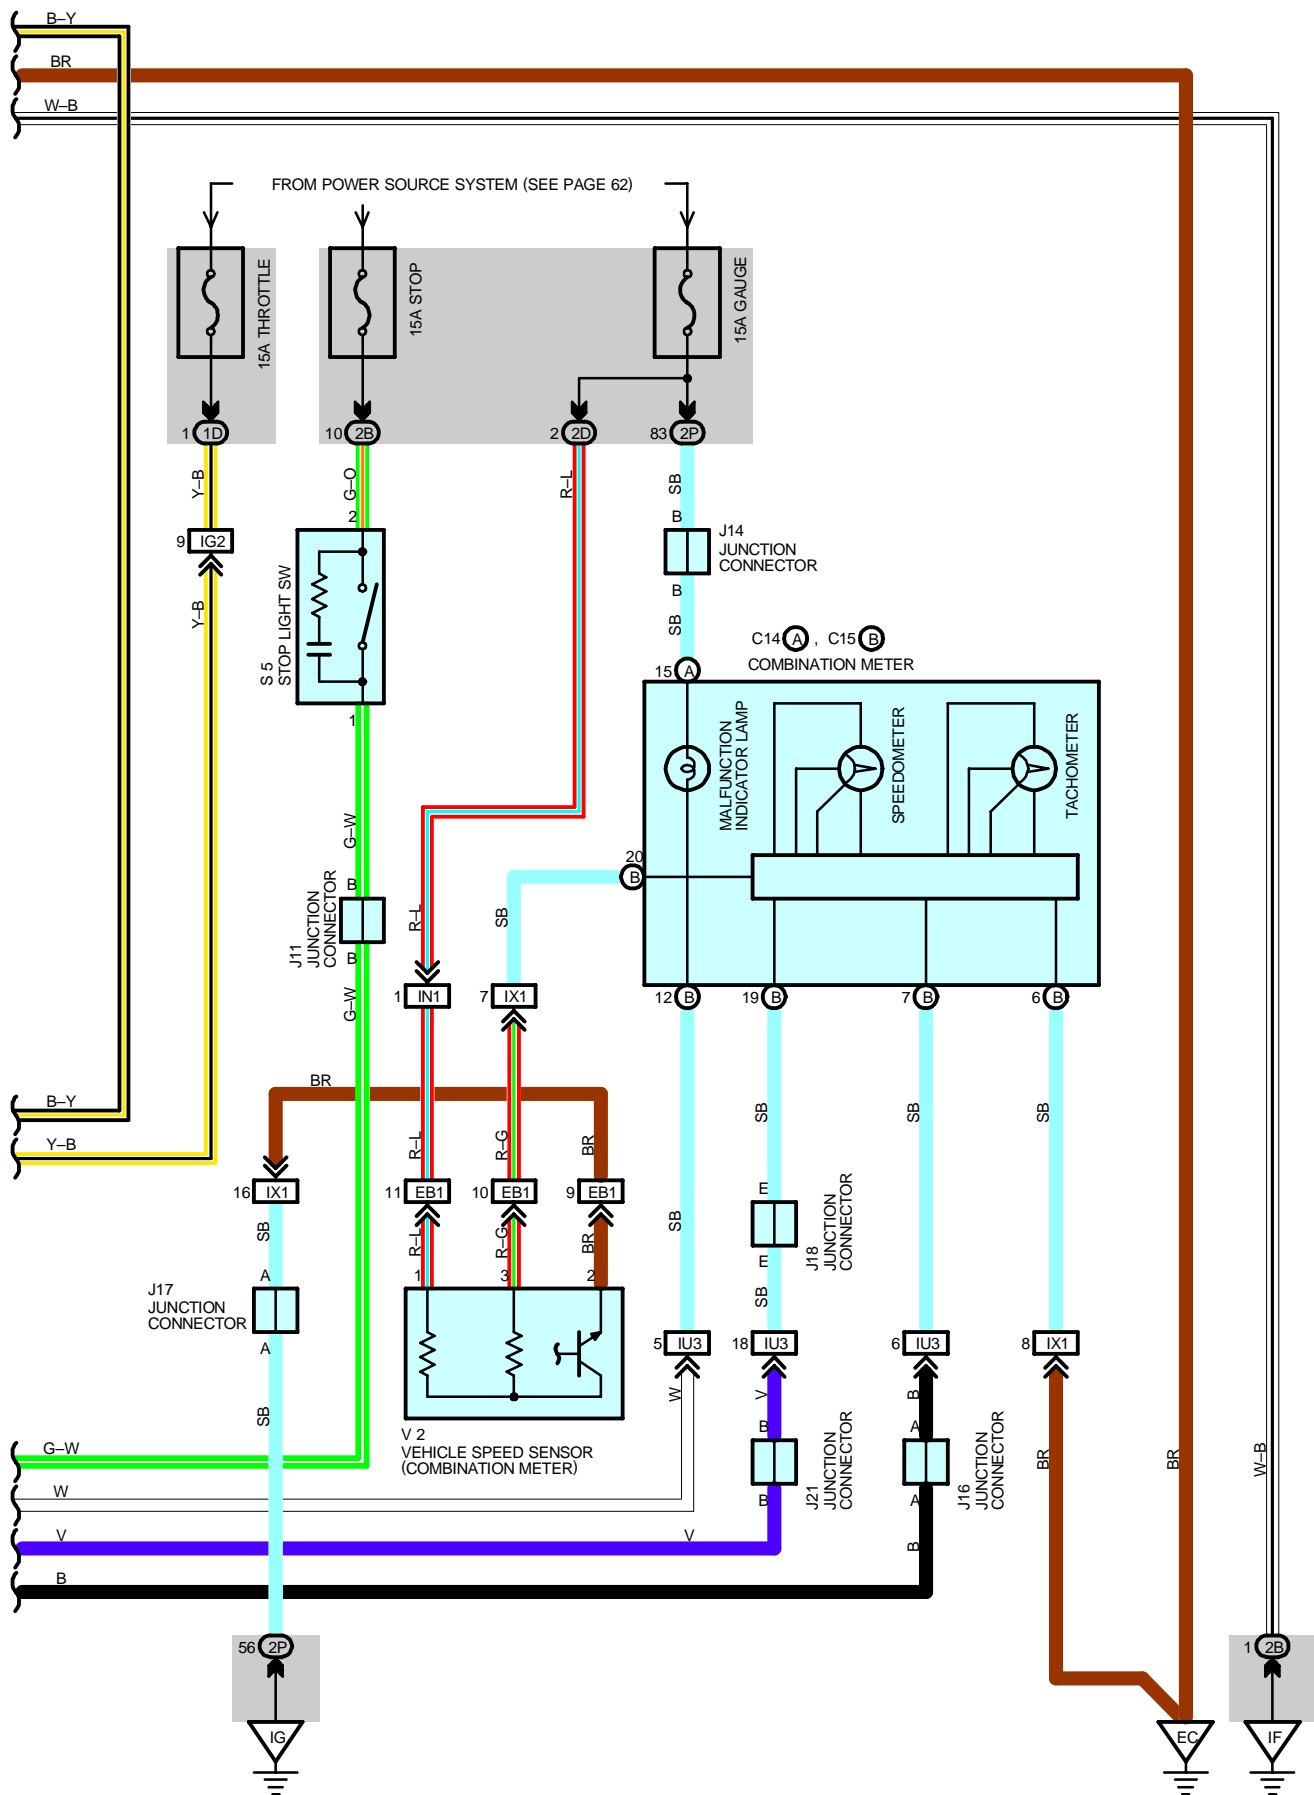 B–Y
BR
W–B
FROM POWER SOURCE SYSTEM (SEE PAGE 62)
15A THROTTLE
15A STOP
15A GAUGE
1 1D
10 2B
2 2D
83 2P
Y–B
G–O
R–L
SB
2
B
9 IG2
J14
JUNCTION
CONNECTOR
B
Y–B
SB
S 5
STOP LIGHT SW
C14 A , C15 B
COMBINATION METER
15 A
1
MALFUNCTION
INDICATOR LAMP
SPEEDOMETER
TACHOMETER
G–W
20
B
B
J11
JUNCTION
CONNECTOR
B
R–L
SB
G–W
1 IN1
7 IX1
12 B
19 B
7 B
6 B
BR
B–Y
Y–B
SB
SB
SB
R–L
R–G
BR
16 IX1
11 EB1
10 EB1
9 EB1
E
SB
SB
J18
JUNCTION
CONNECTOR
E
R–L
R–G
BR
A
1
3
2
SB
J17
JUNCTION
CONNECTOR
A
5 IU3
18 IU3
6 IU3
8 IX1
W
V
B
SB
B
A
V 2
VEHICLE SPEED SENSOR
(COMBINATION METER)
G–W
BR
BR
W–B
J21
JUNCTION
CONNECTOR
J16
JUNCTION
CONNECTOR
W
B
A
V
V
B
B
56 2P
1 2B
IG
EC
IF